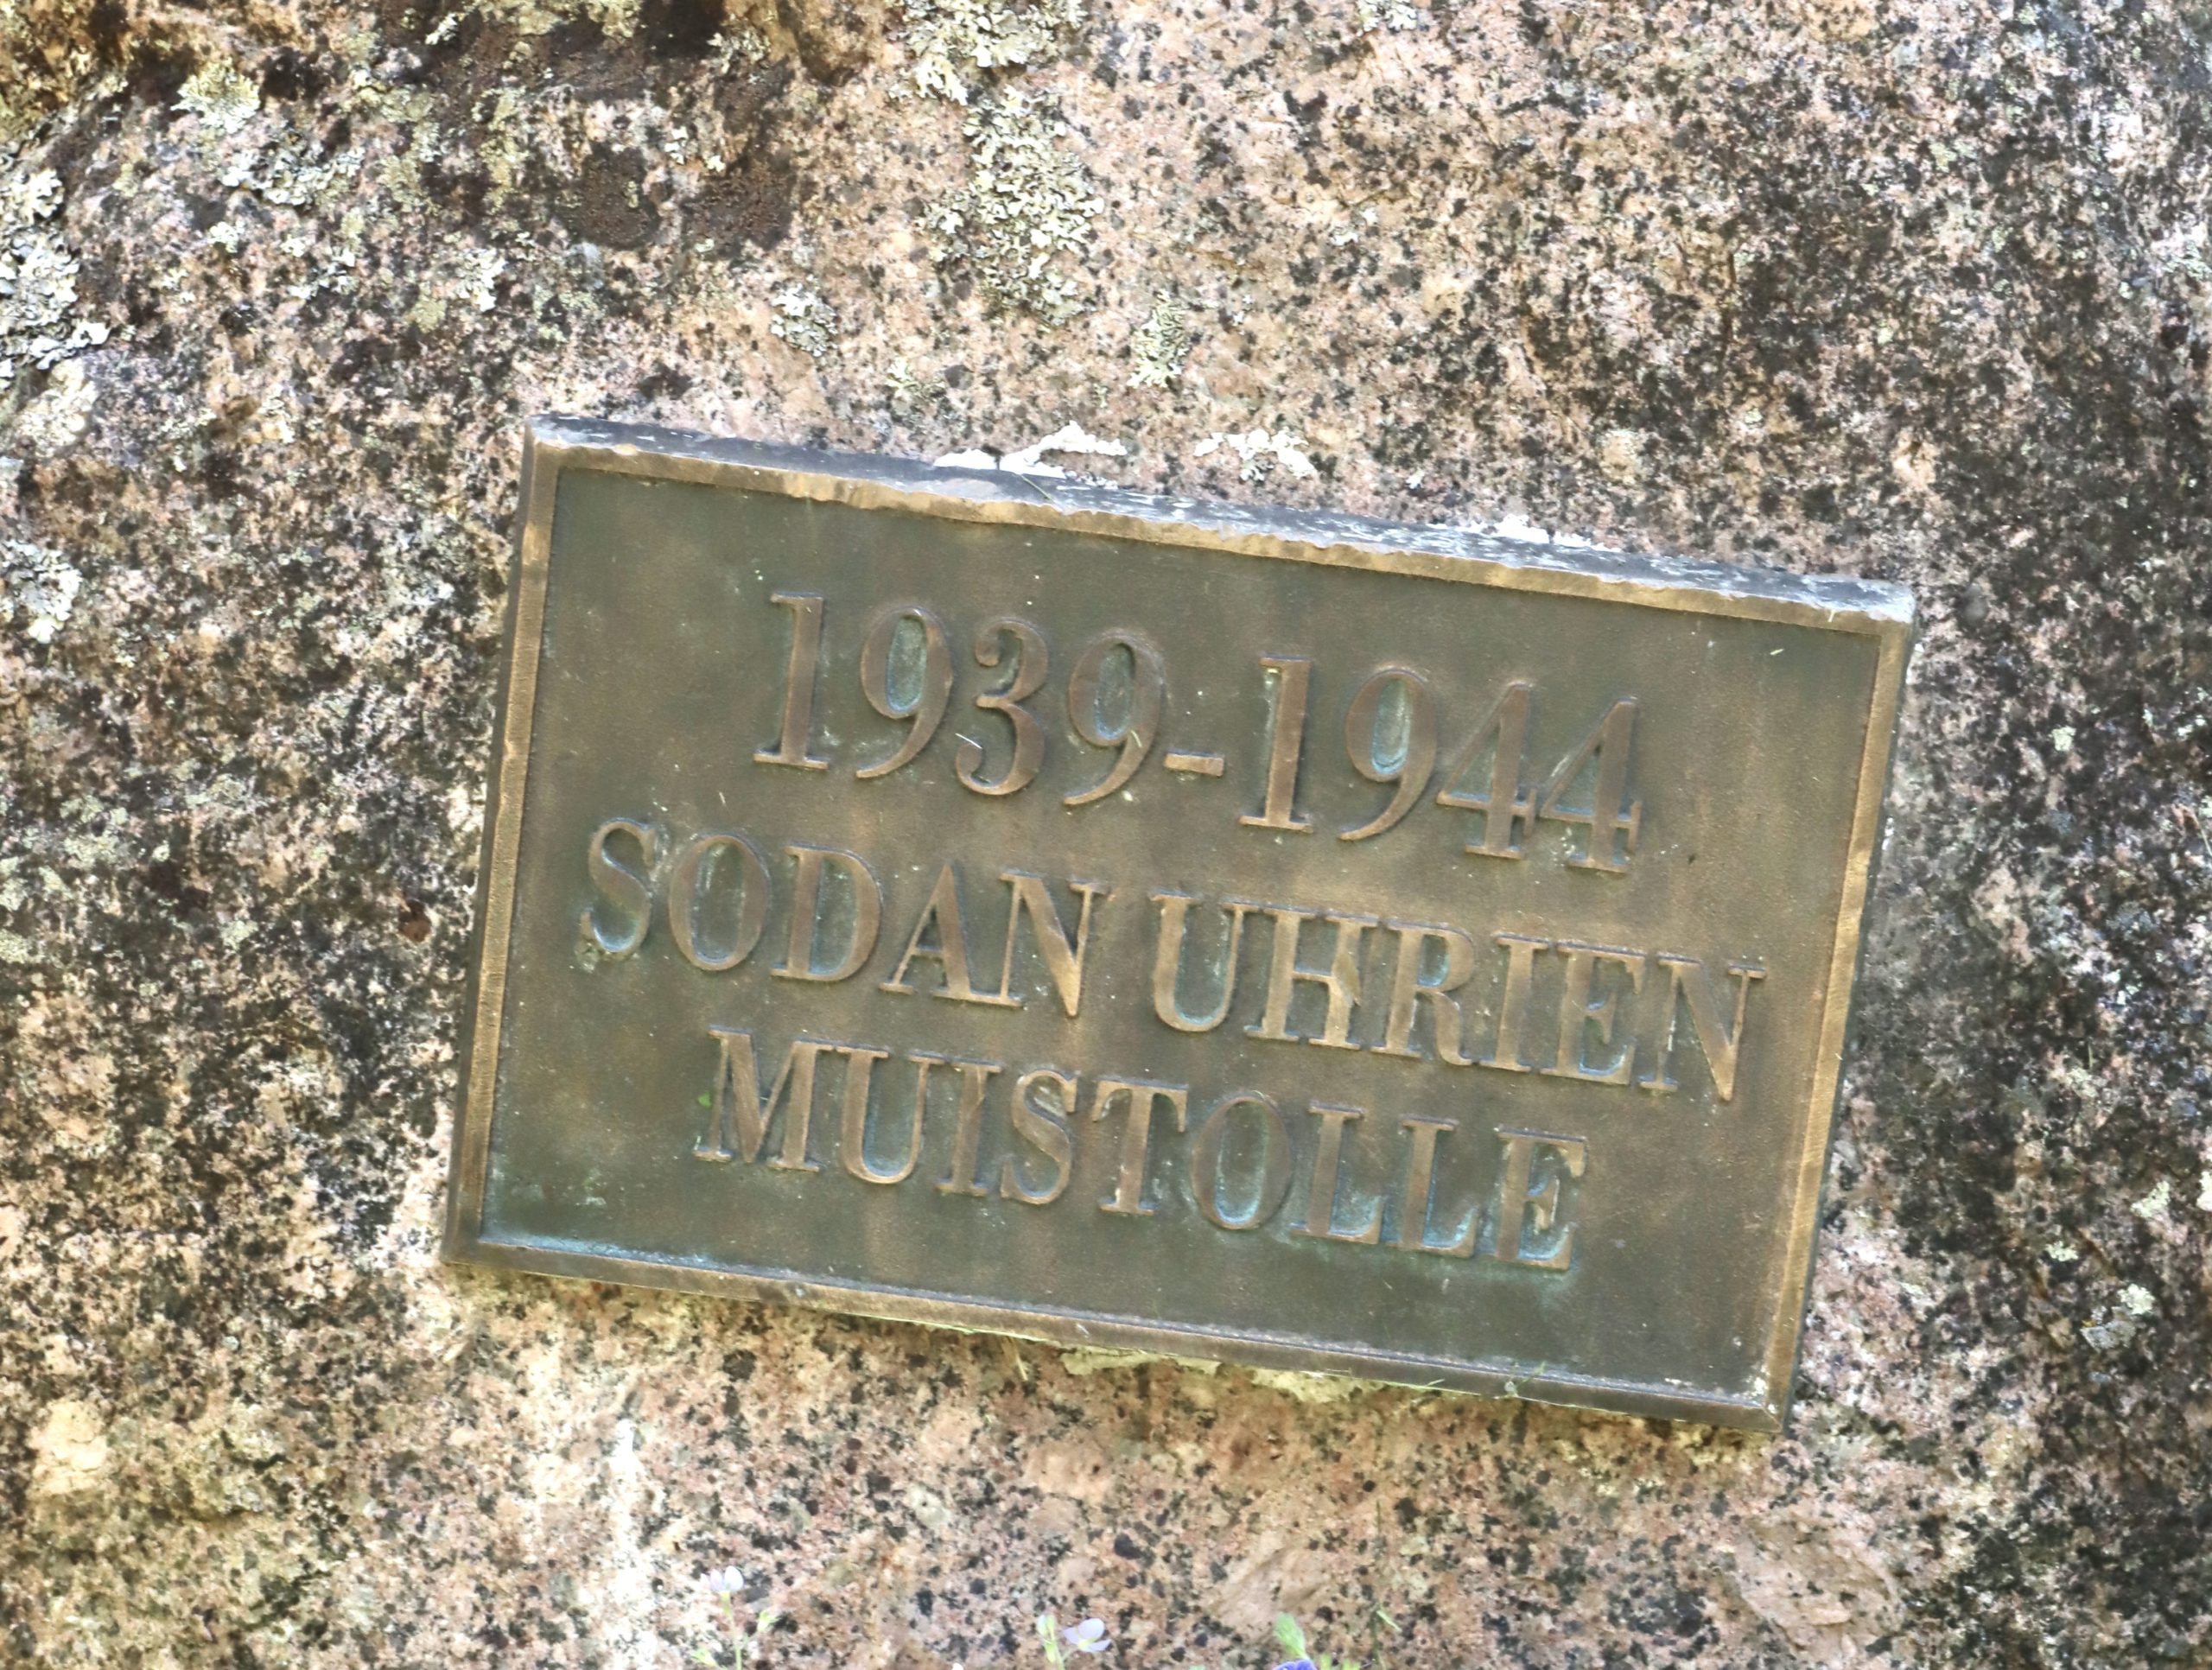 1939-1944
SODAN UHRIEN
MUISTOLLE